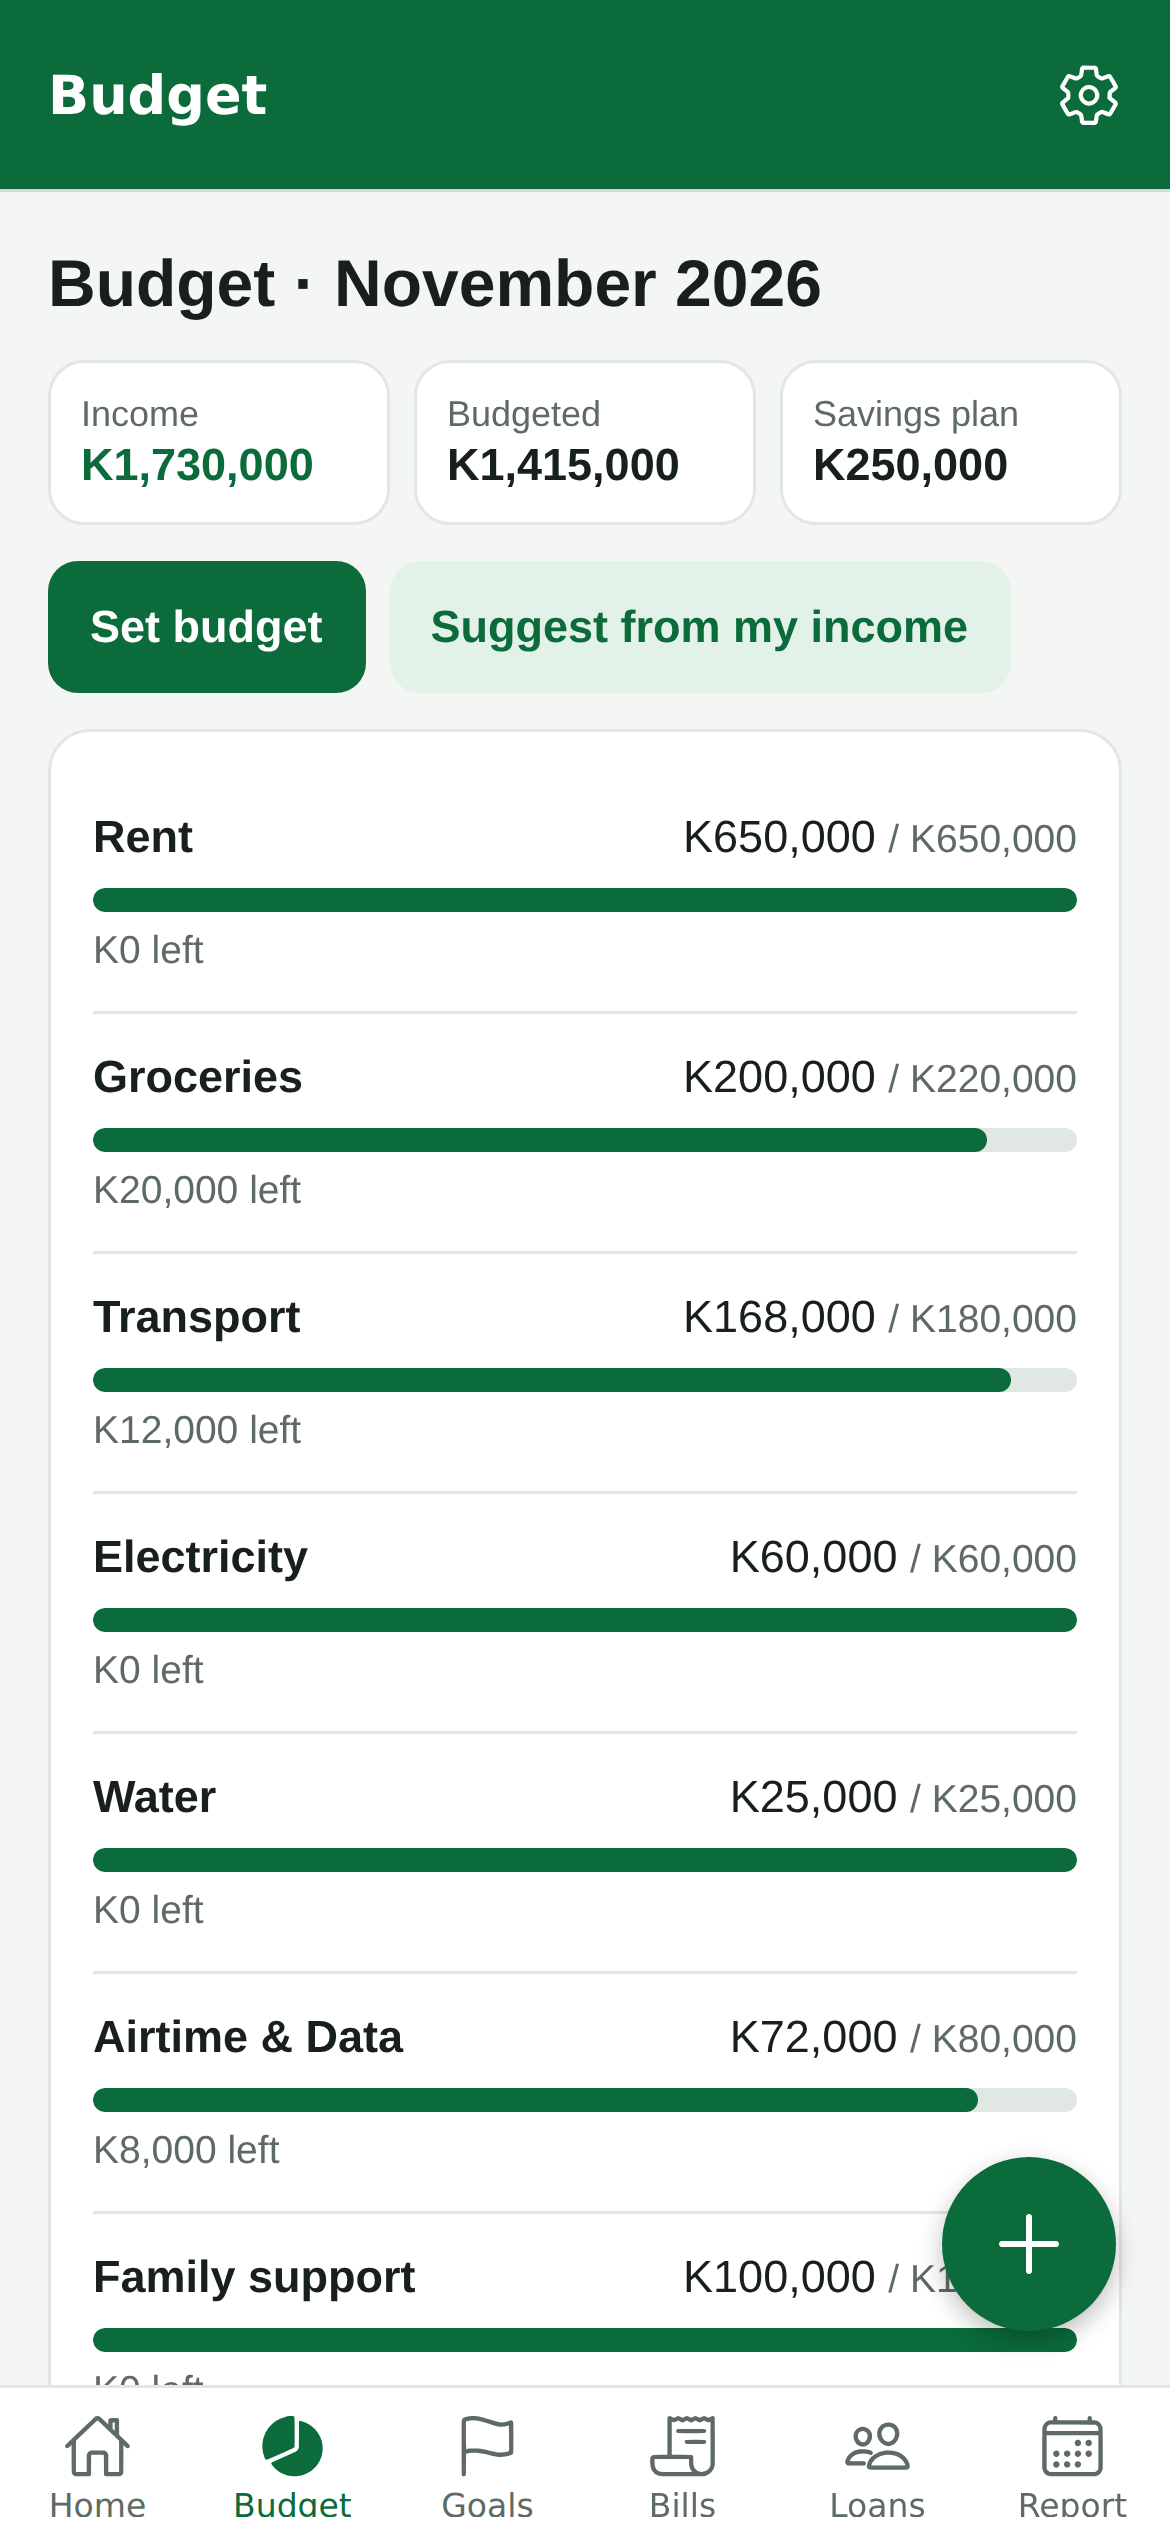 Budget
Budget · November 2026
Income
K1,730,000
Budgeted
K1,415,000
Savings plan
K250,000
Set budget
Suggest from my income
Rent
K650,000 / K650,000
K0 left
Groceries
K200,000 / K220,000
K20,000 left
Transport
K168,000 / K180,000
K12,000 left
Electricity
K60,000 / K60,000
K0 left
Water
K25,000 / K25,000
K0 left
Airtime & Data
K72,000 / K80,000
K8,000 left
Family support
K100,000 /
K0 left
Home
Budget
Goals
Bills
Loans
Report